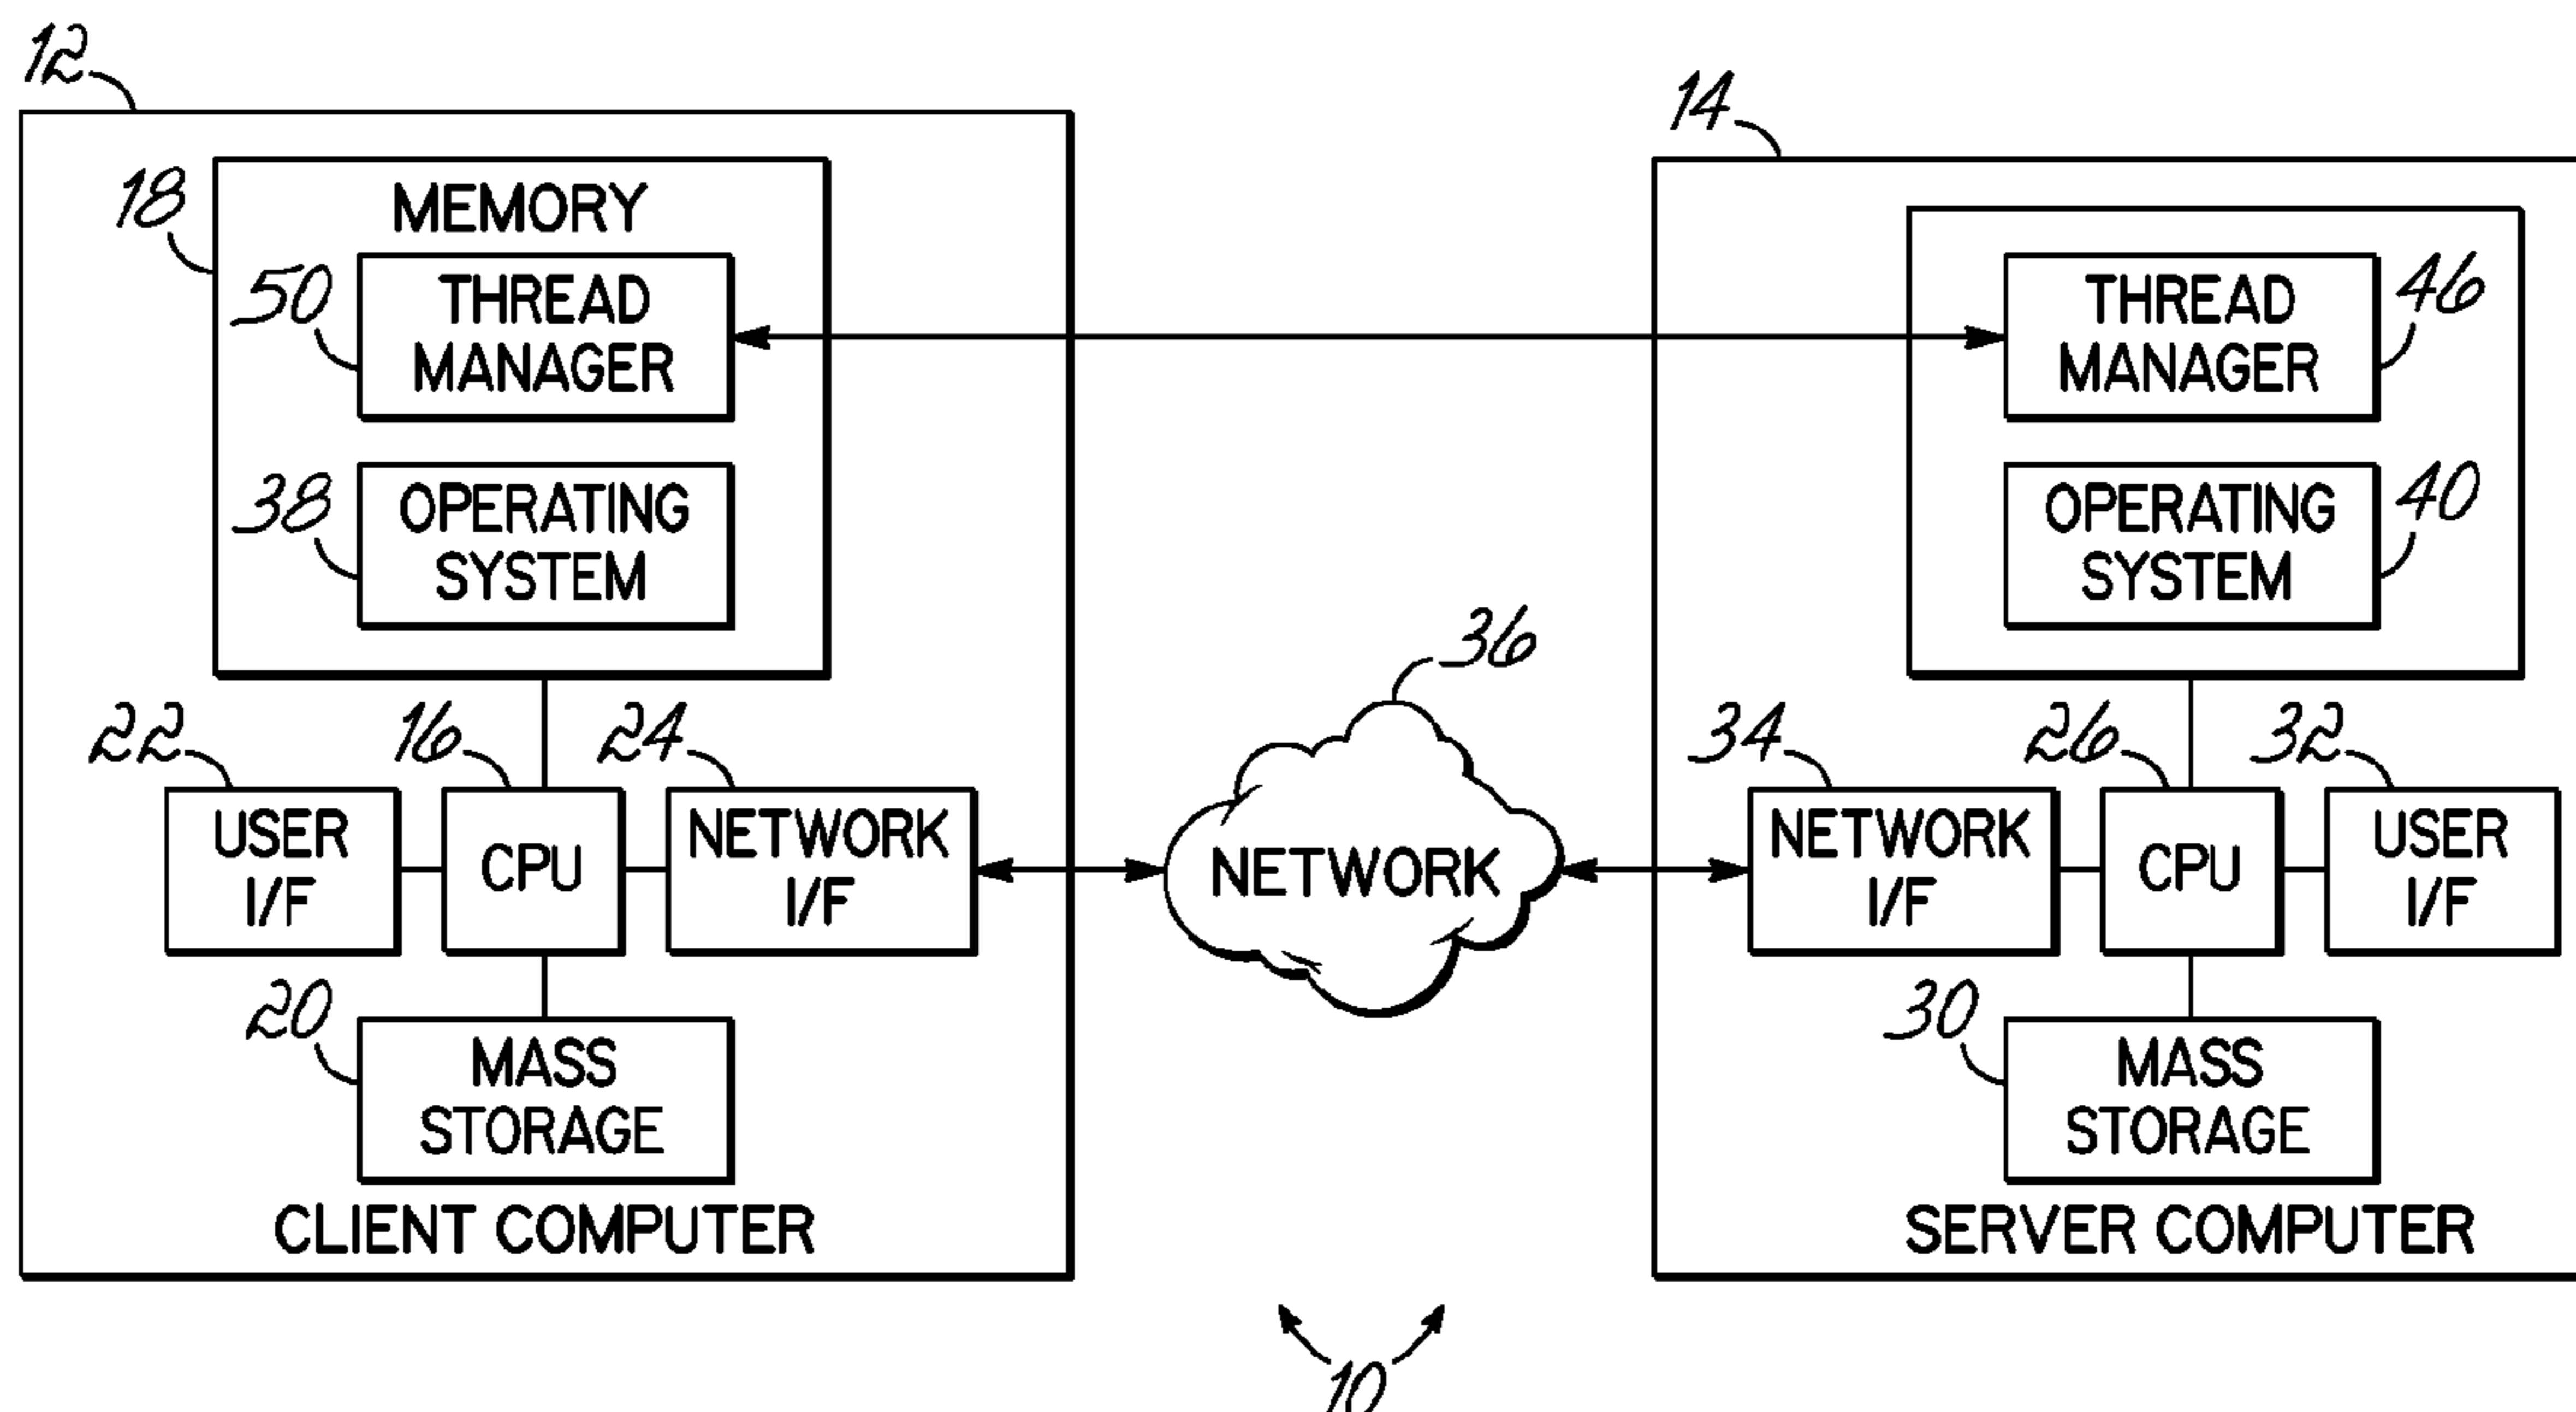 12
14
18
MEMORY
50
THREAD
MANAGER
THREAD
MANAGER
46
38
OPERATING
SYSTEM
OPERATING
SYSTEM
40
36
22
16
24
34
26
32
USER
I/F
CPU
NETWORK
I/F
NETWORK
NETWORK
I/F
CPU
USER
I/F
20
MASS
STORAGE
30
MASS
STORAGE
CLIENT COMPUTER
SERVER COMPUTER
10